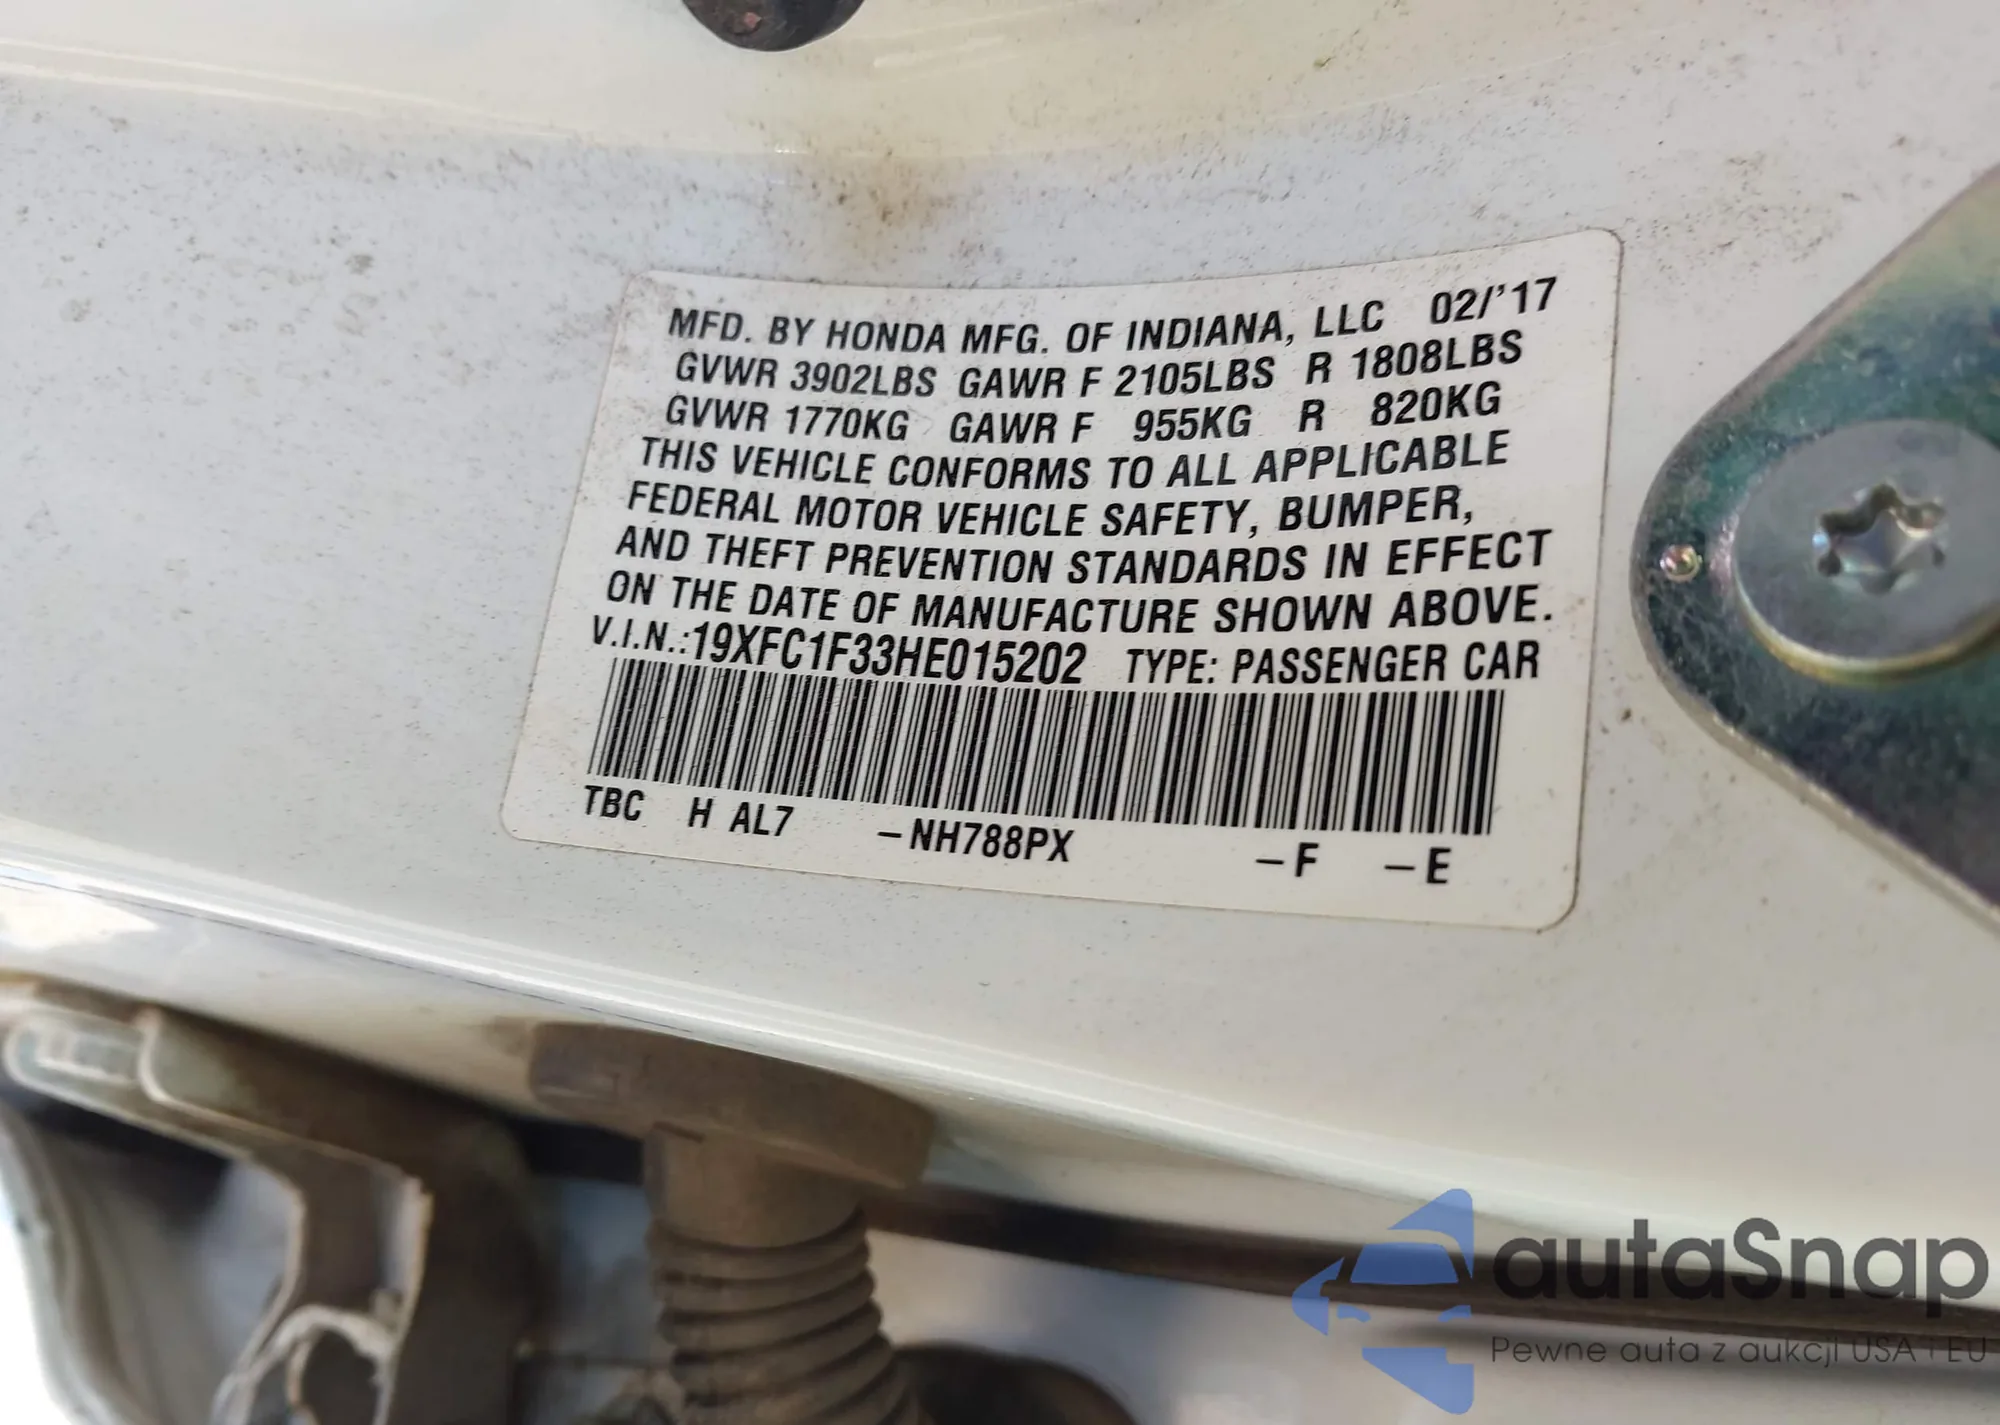 MFD. BY HONDA MFG. OF INDIANA, LLC 02/'17
GVWR 3902LBS GAWR F 2105LBS R 1808LBS
GVWR 1770KG GAWR F 955KG R 820KG
THIS VEHICLE CONFORMS TO ALL APPLICABLE
FEDERAL MOTOR VEHICLE SAFETY, BUMPER,
AND THEFT PREVENTION STANDARDS IN EFFECT
ON THE DATE OF MANUFACTURE SHOWN ABOVE.
V.I.N.:19XFC1F33HE015202 TYPE: PASSENGER CAR
TBC H AL7 –NH788PX –F –E
autaSnap
Pewne auta z aukcji USA i EU